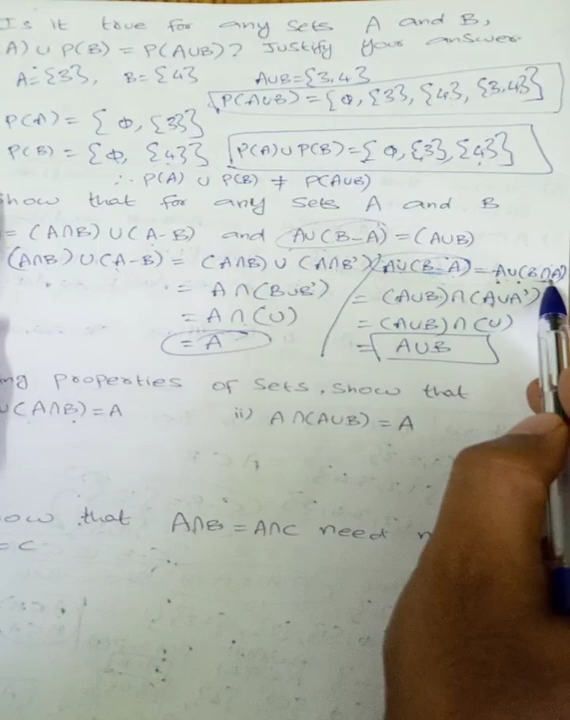 Is it true for any sets A and B,
A) ∪ P(B) = P(A∪B)? Justify your answer
A = {3}, B = {4} A∪B = {3,4}
P(A∪B) = {Φ, {3}, {4}, {3,4}}
P(A) = {Φ, {3}}
P(B) = {Φ, {4}} P(A)∪P(B) = {Φ, {3}, {4}}
∴ P(A) ∪ P(B) ≠ P(A∪B)
Show that for any sets A and B
= (A∩B) ∪ (A-B) and A∪(B-A) = (A∪B)
(A∩B) ∪ (A-B) = (A∩B) ∪ (A∩B') A∪(B-A) = A∪(B∩A')
= A∩(B∪B') = (A∪B)∩(A∪A')
= A∩(U) = (A∪B)∩(U)
= A = A∪B
ng properties of sets, show that
∪(A∩B) = A ii) A∩(A∪B) = A
ow that A∩B = A∩C need
= C